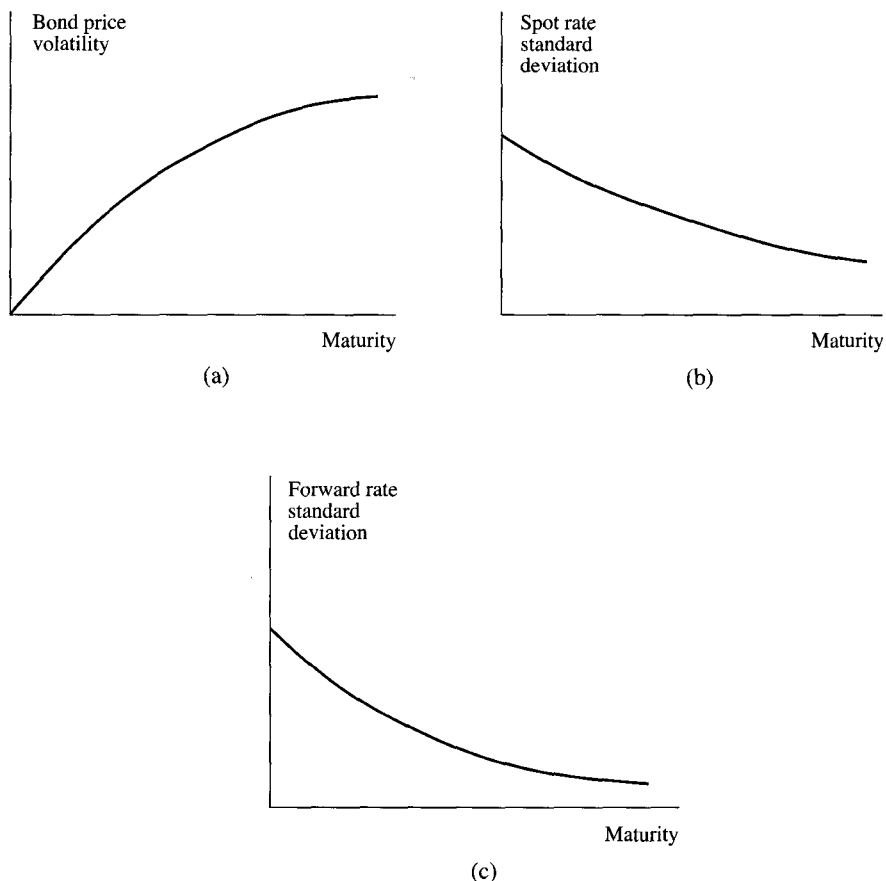 Bond price
volatility
Maturity
(a)
Spot rate
standard
deviation
Maturity
(b)
Forward rate
standard
deviation
Maturity
(c)